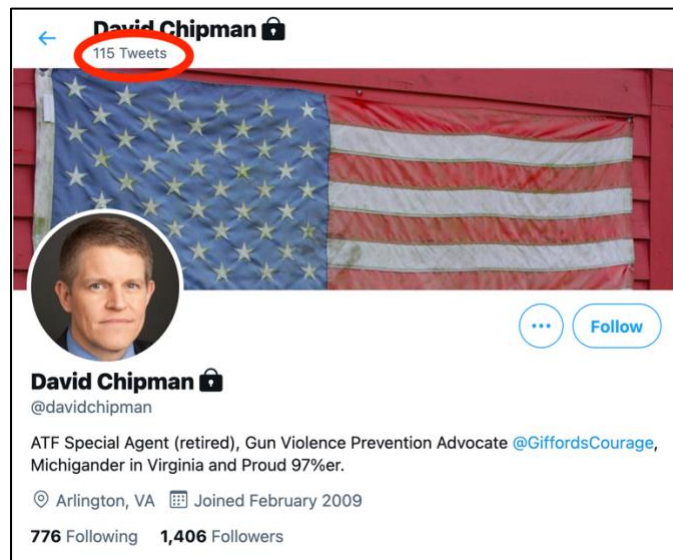 David Chipman
115 Tweets
Follow
David Chipman
@davidchipman
ATF Special Agent (retired), Gun Violence Prevention Advocate @GiffordsCourage,
Michigander in Virginia and Proud 97%er.
Arlington, VA Joined February 2009
776 Following 1,406 Followers